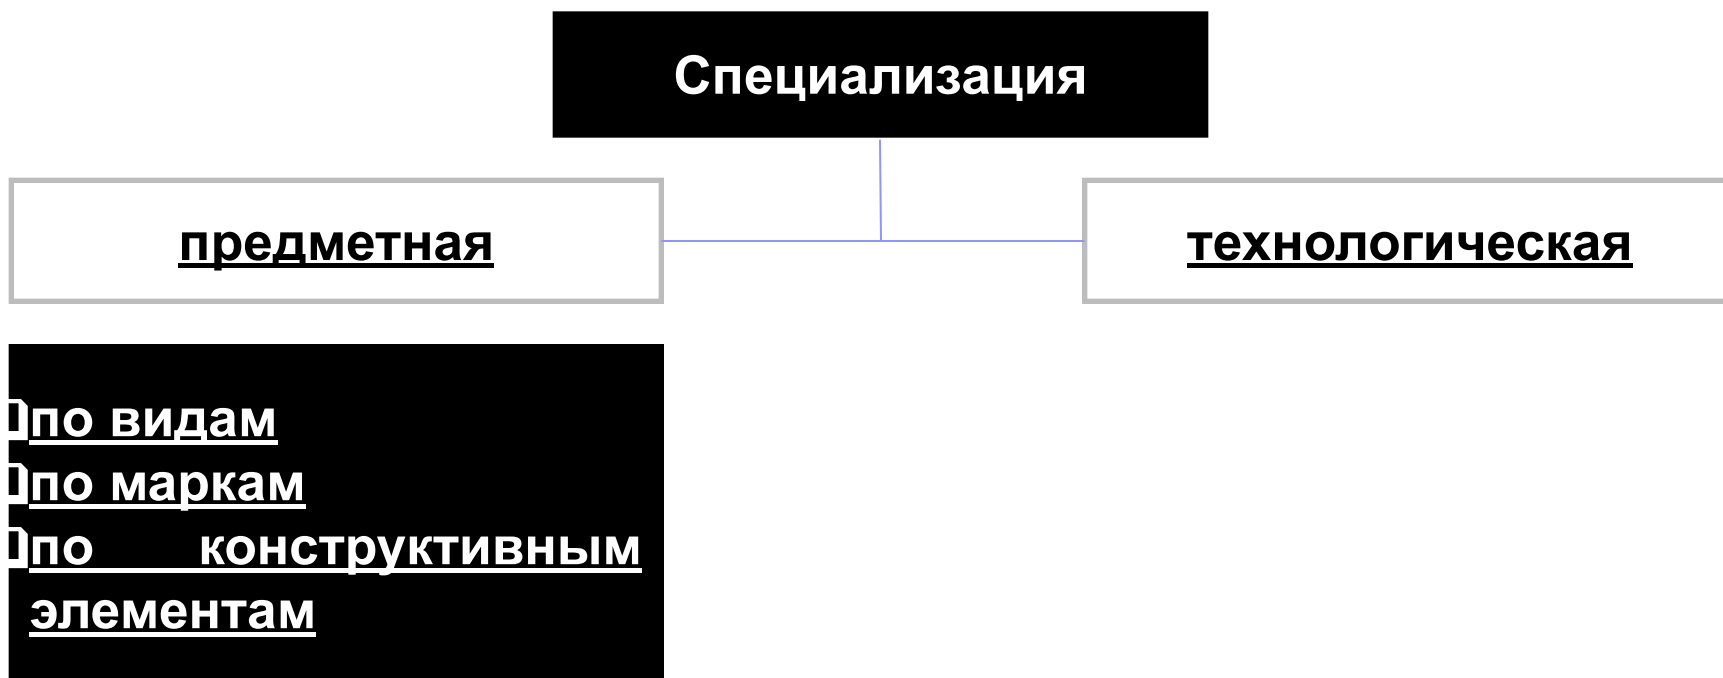 Специализация
предметная
технологическая
по видам
по маркам
по конструктивным
элементам